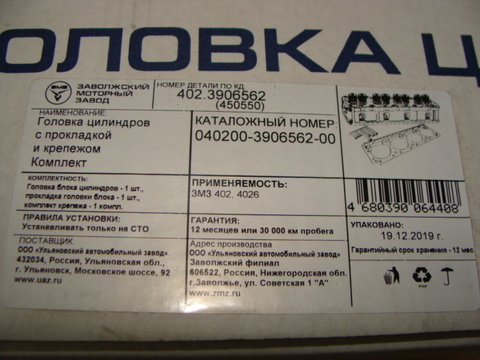 ГОЛОВКА Ц
ЗМЗ
ЗАВОЛЖСКИЙ
МОТОРНЫЙ
ЗАВОД
НОМЕР ДЕТАЛИ ПО КД:
402.3906562
(450550)
НАИМЕНОВАНИЕ:
Головка цилиндров
с прокладкой
и крепежом
Комплект
КАТАЛОЖНЫЙ НОМЕР
040200-3906562-00
КОМПЛЕКТНОСТЬ:
Головка блока цилиндров - 1 шт.,
прокладка головки блока - 1 шт.,
комплект крепежа - 1 компл.
ПРИМЕНЯЕМОСТЬ:
ЗМЗ 402, 4026
4 680390 064408
ПРАВИЛА УСТАНОВКИ:
Устанавливать только на СТО
ГАРАНТИЯ:
12 месяцев или 30 000 км пробега
УПАКОВАНО:
19.12.2019 г.
Гарантийный срок хранения - 12 мес.
ПОСТАВЩИК:
ООО «Ульяновский автомобильный завод»
432034, Россия, Ульяновская обл.,
г. Ульяновск, Московское шоссе, 92
www.uaz.ru
Адрес производства
ООО «Ульяновский автомобильный завод»
Заволжский филиал
606522, Россия, Нижегородская обл.
г.Заволжье, ул. Советская 1 "А"
www.zmz.ru
PAP